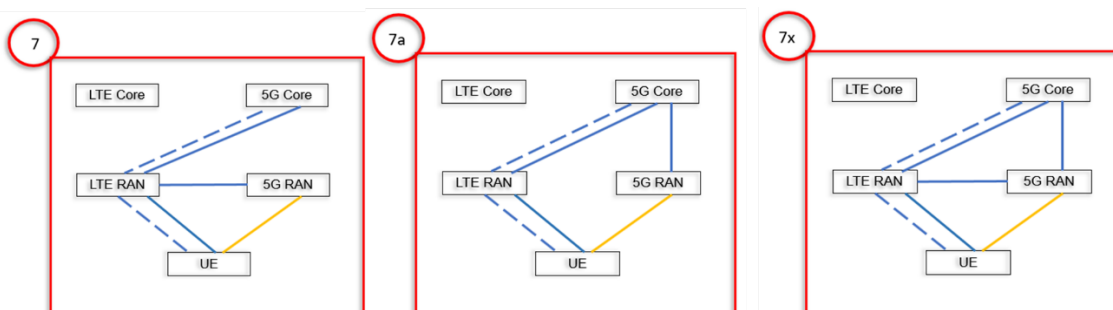 7
LTE Core
5G Core
LTE RAN
5G RAN
UE
7a
LTE Core
5G Core
LTE RAN
5G RAN
UE
7x
LTE Core
5G Core
LTE RAN
5G RAN
UE